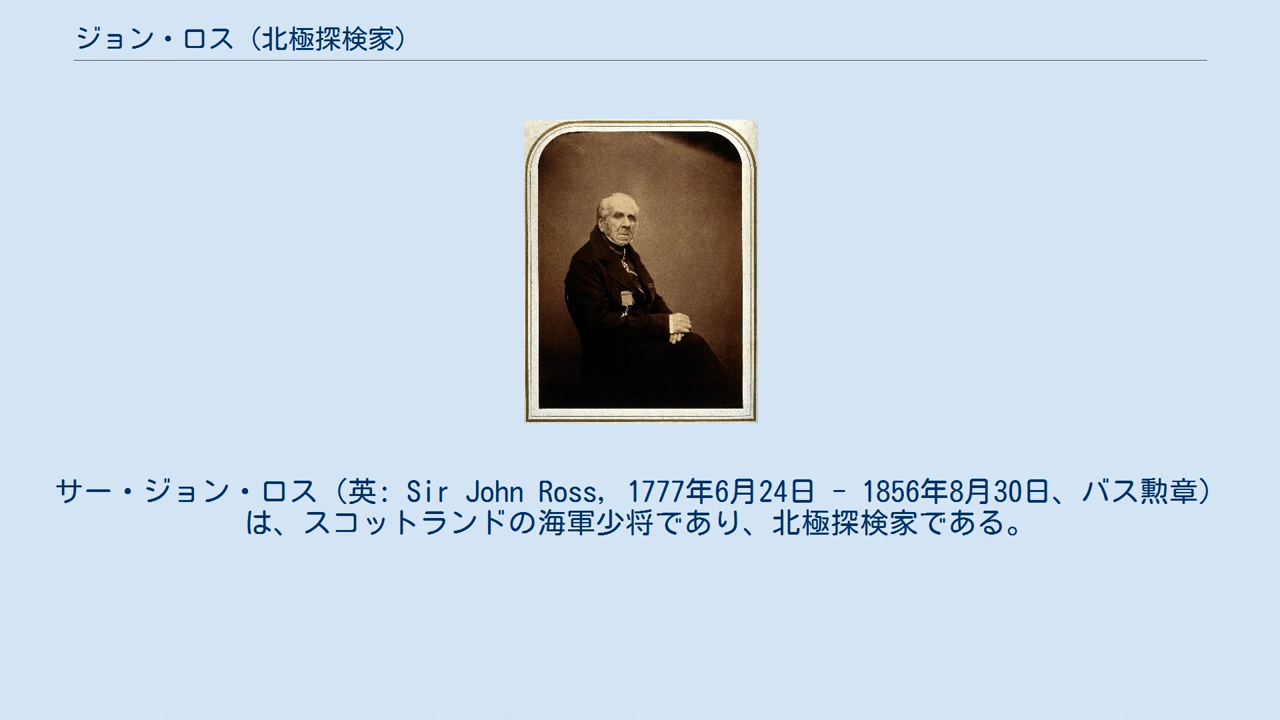 ジョン・ロス（北極探検家）
サー・ジョン・ロス（英: Sir John Ross, 1777年6月24日 - 1856年8月30日、バス勲章）
は、スコットランドの海軍少将であり、北極探検家である。